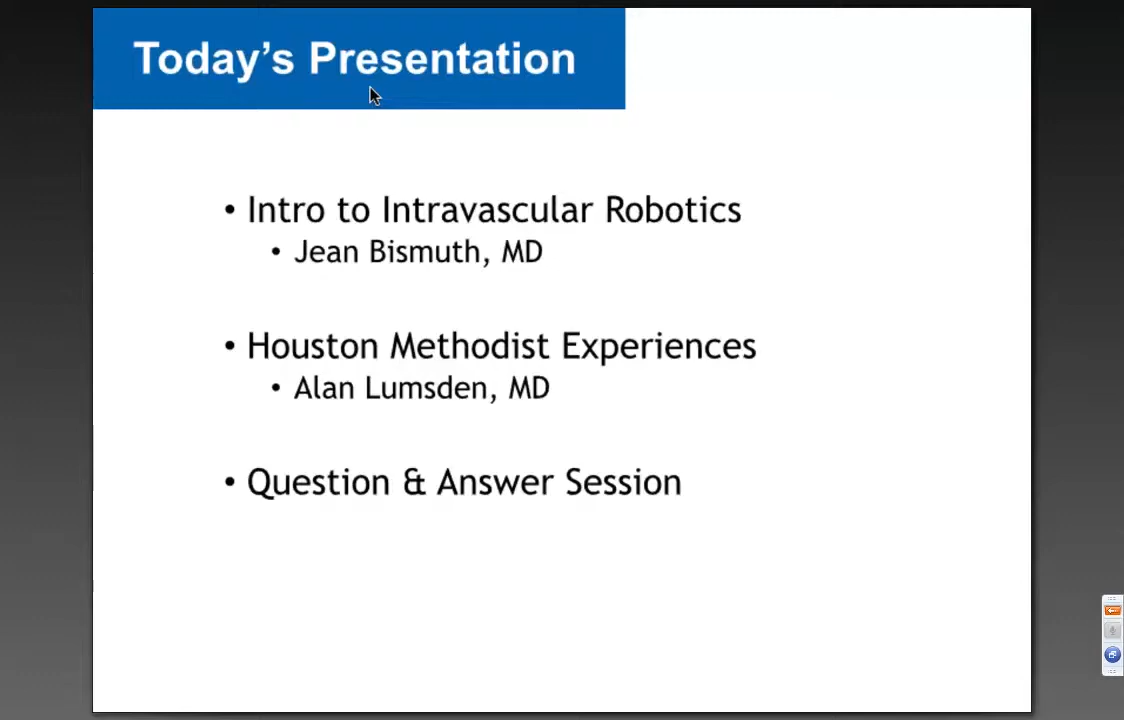 Today’s Presentation
• Intro to Intravascular Robotics
• Jean Bismuth, MD
• Houston Methodist Experiences
• Alan Lumsden, MD
• Question & Answer Session